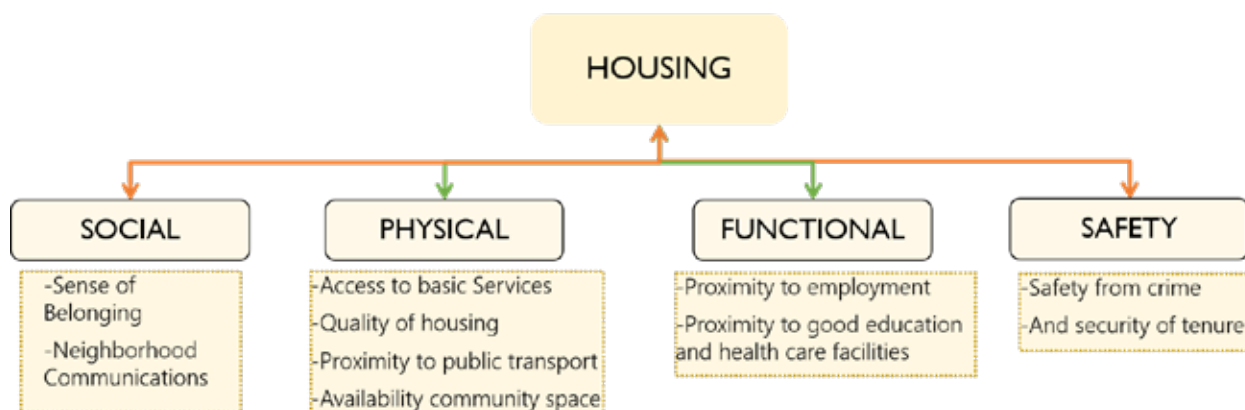 HOUSING
SOCIAL
-Sense of
Belonging
-Neighborhood
Communications
PHYSICAL
-Access to basic Services
-Quality of housing
-Proximity to public transport
-Availability community space
FUNCTIONAL
-Proximity to employment
-Proximity to good education
and health care facilities
SAFETY
-Safety from crime
-And security of tenure